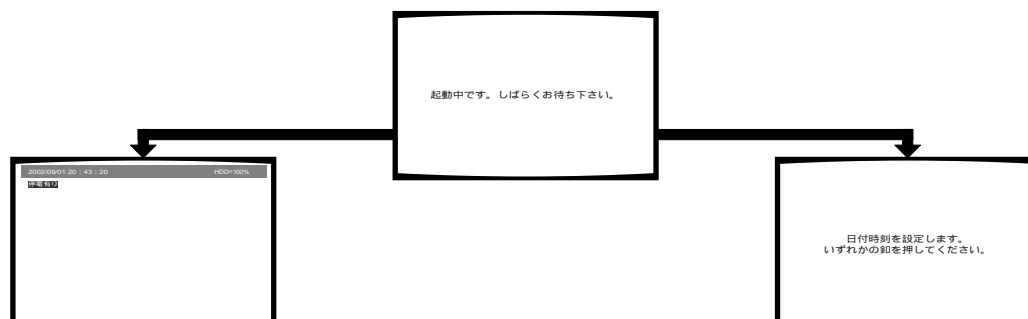 起動中です。しばらくお待ち下さい。
2002/09/01 20：43：20 HDD=100%
停電有り
日付時刻を設定します。
いずれかの釦を押してください。